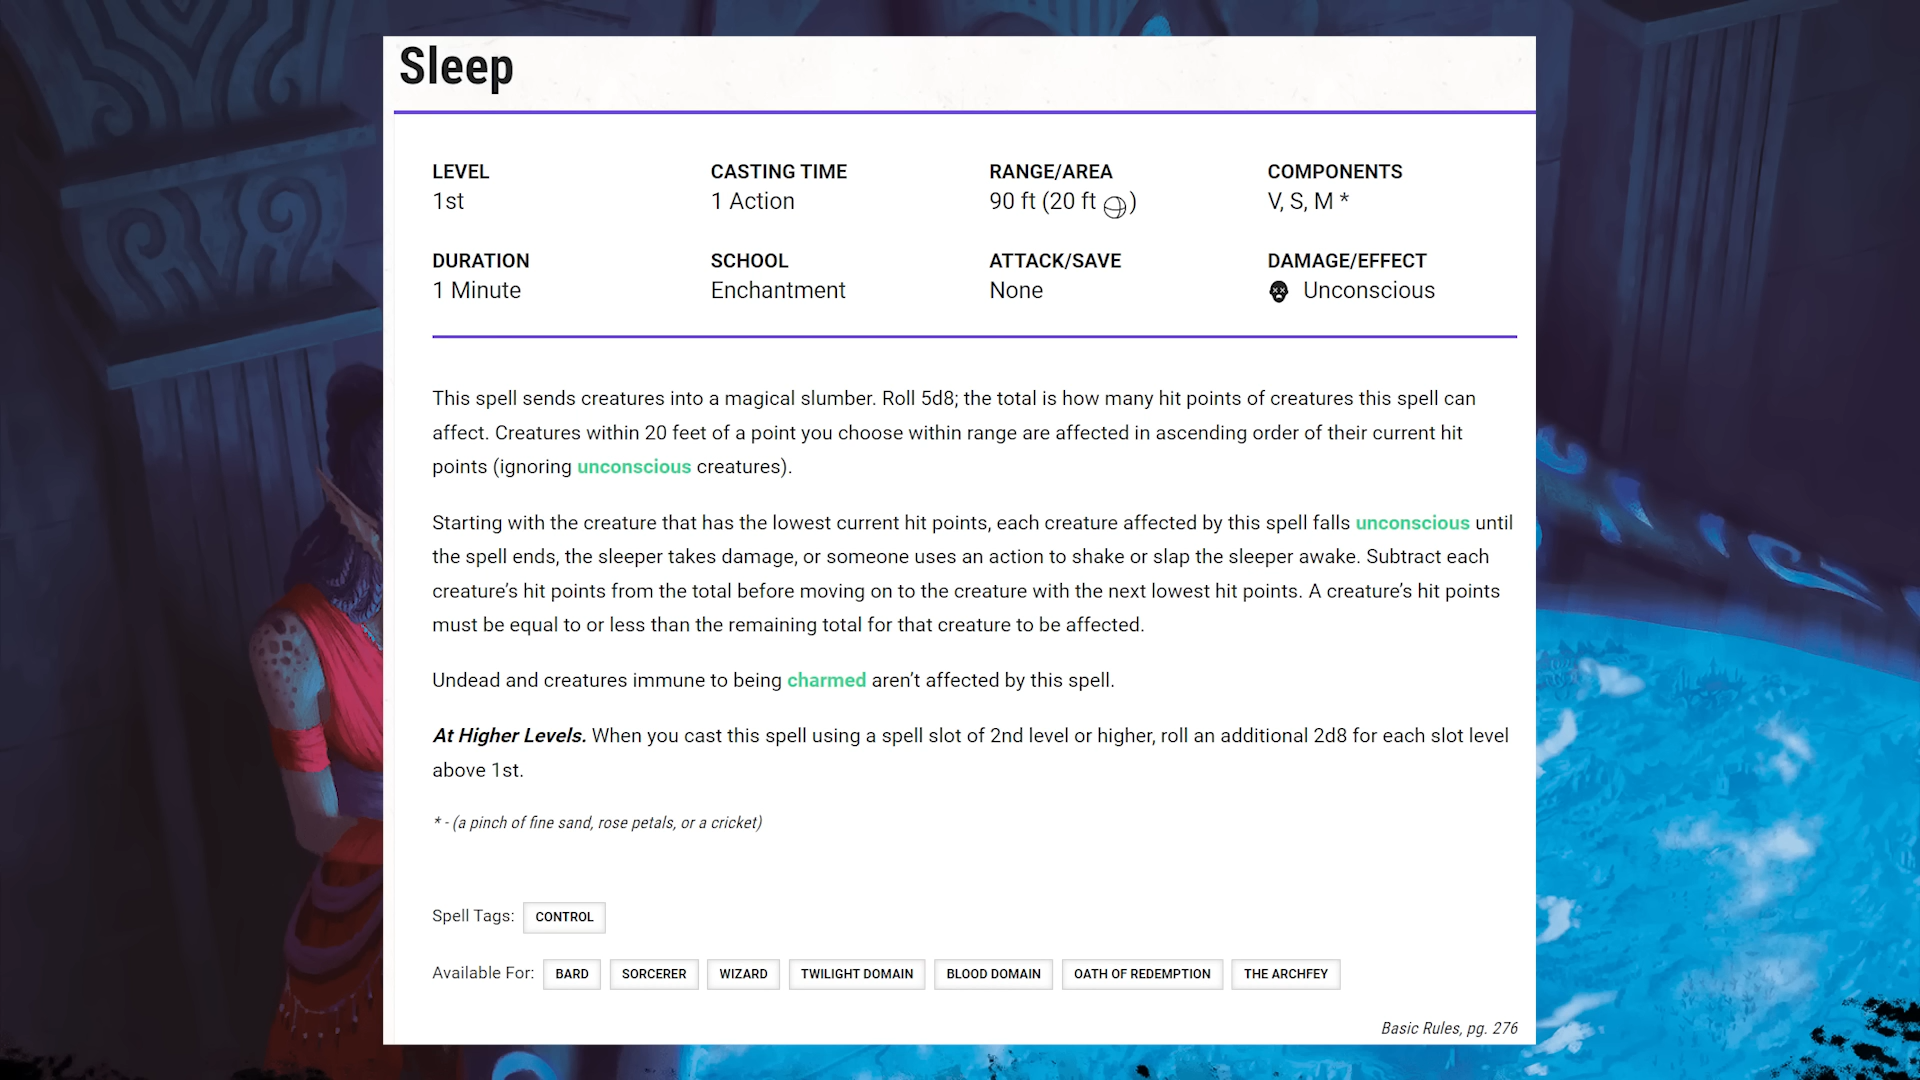 Sleep
LEVEL
1st
CASTING TIME
1 Action
RANGE/AREA
90 ft (20 ft )
COMPONENTS
V, S, M *
DURATION
1 Minute
SCHOOL
Enchantment
ATTACK/SAVE
None
DAMAGE/EFFECT
Unconscious
This spell sends creatures into a magical slumber. Roll 5d8; the total is how many hit points of creatures this spell can
affect. Creatures within 20 feet of a point you choose within range are affected in ascending order of their current hit
points (ignoring unconscious creatures).
Starting with the creature that has the lowest current hit points, each creature affected by this spell falls unconscious until
the spell ends, the sleeper takes damage, or someone uses an action to shake or slap the sleeper awake. Subtract each
creature’s hit points from the total before moving on to the creature with the next lowest hit points. A creature’s hit points
must be equal to or less than the remaining total for that creature to be affected.
Undead and creatures immune to being charmed aren’t affected by this spell.
At Higher Levels. When you cast this spell using a spell slot of 2nd level or higher, roll an additional 2d8 for each slot level
above 1st.
* - (a pinch of fine sand, rose petals, or a cricket)
Spell Tags: CONTROL
Available For: BARD SORCERER WIZARD TWILIGHT DOMAIN BLOOD DOMAIN OATH OF REDEMPTION THE ARCHFEY
Basic Rules, pg. 276